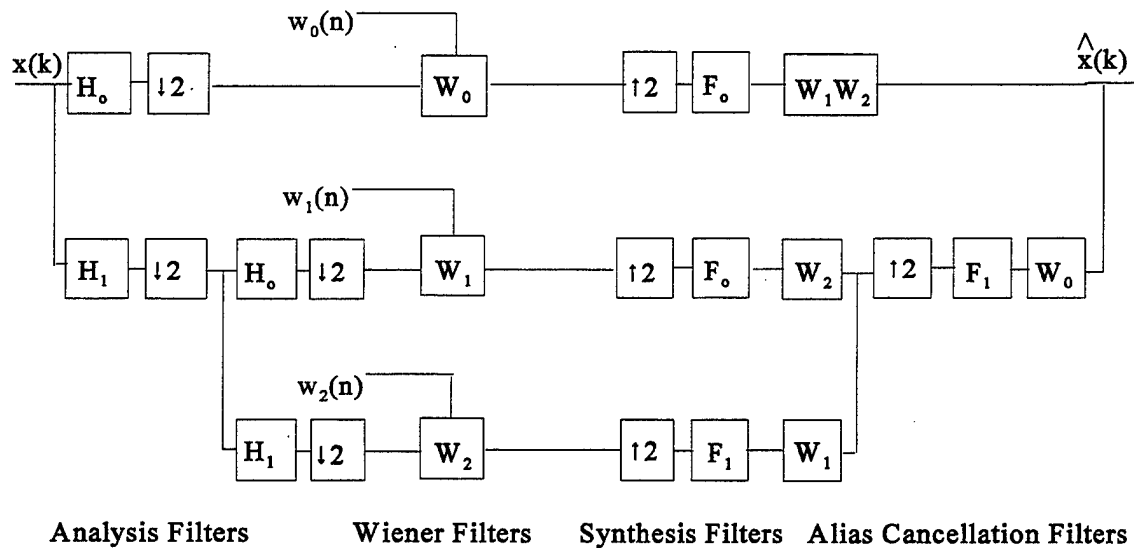 w₀(n)
x(k) H₀ ↓2 W₀ ↑2 F₀ W₁W₂ x̂(k)
w₁(n)
H₁ ↓2 H₀ ↓2 W₁ ↑2 F₀ W₂ ↑2 F₁ W₀
w₂(n)
H₁ ↓2 W₂ ↑2 F₁ W₁
Analysis Filters Wiener Filters Synthesis Filters Alias Cancellation Filters